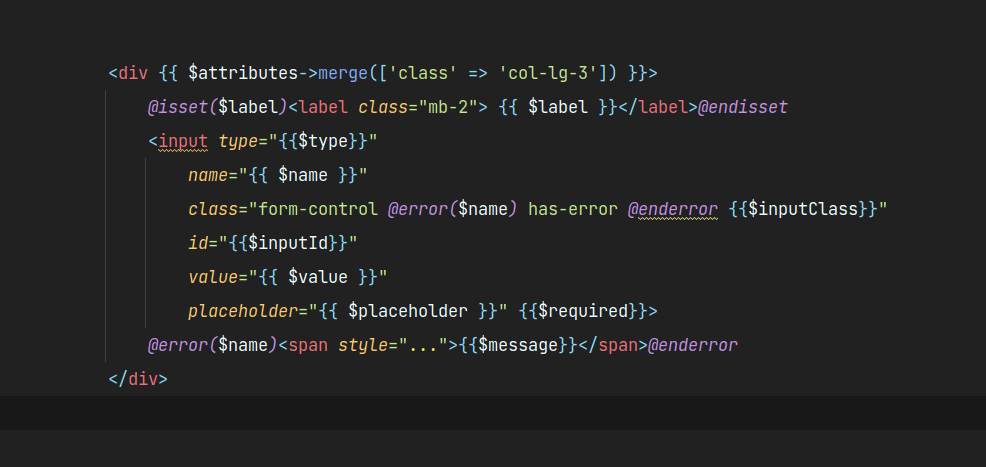 <div {{ $attributes->merge(['class' => 'col-lg-3']) }}>
@isset($label)<label class="mb-2"> {{ $label }}</label>@endisset
<input type="{{$type}}"
name="{{ $name }}"
class="form-control @error($name) has-error @enderror {{$inputClass}}"
id="{{$inputId}}"
value="{{ $value }}"
placeholder="{{ $placeholder }}" {{$required}}>
@error($name)<span style="...">{{$message}}</span>@enderror
</div>